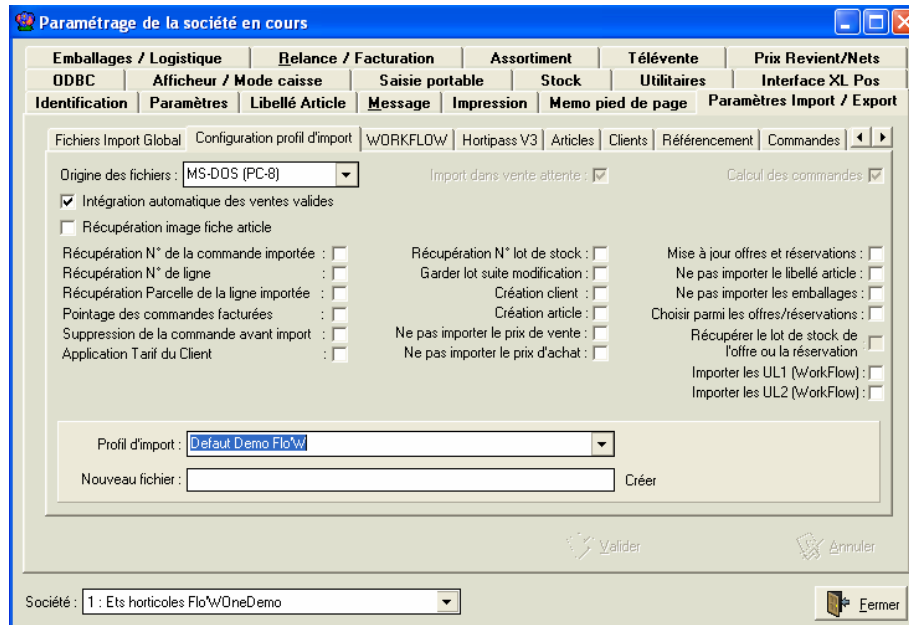 Paramétrage de la société en cours
Emballages / Logistique Relance / Facturation Assortiment Télévente Prix Revient/Nets
ODBC Afficheur / Mode caisse Saisie portable Stock Utilitaires Interface XL Pos
Identification Paramètres Libellé Article Message Impression Memo pied de page Paramètres Import / Export
Fichiers Import Global Configuration profil d'import WORKFLOW Hortipass V3 Articles Clients Référencement Commandes
Origine des fichiers : MS-DOS (PC-8) Import dans vente attente : Calcul des commandes
Intégration automatique des ventes valides
Récupération image fiche article
Récupération N° de la commande importée : Récupération N° lot de stock : Mise à jour offres et réservations :
Récupération N° de ligne : Garder lot suite modification : Ne pas importer le libellé article :
Récupération Parcelle de la ligne importée : Création client : Ne pas importer les emballages :
Pointage des commandes facturées : Création article : Choisir parmi les offres/réservations :
Suppression de la commande avant import : Ne pas importer le prix de vente : Récupérer le lot de stock de
Application Tarif du Client : Ne pas importer le prix d'achat : l'offre ou la réservation
Importer les UL1 (WorkFlow) :
Importer les UL2 (WorkFlow) :
Profil d'import : Defaut Demo Flo'W
Nouveau fichier : Créer
Valider Annuler
Société : 1 : Ets horticoles Flo'WOneDemo Fermer